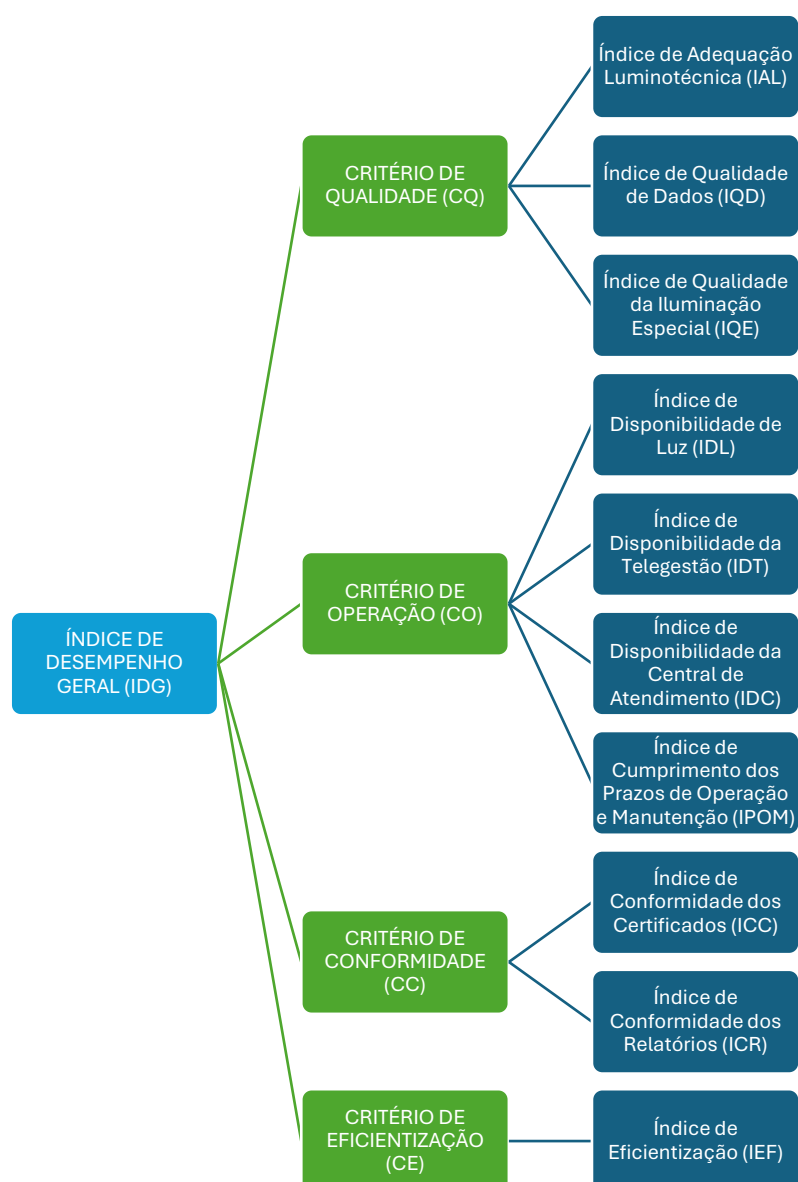 Índice de Adequação
Luminotécnica (IAL)
CRITÉRIO DE
QUALIDADE (CQ)
Índice de Qualidade
de Dados (IQD)
Índice de Qualidade
da Iluminação
Especial (IQE)
Índice de
Disponibilidade de
Luz (IDL)
Índice de
Disponibilidade da
Telegestão (IDT)
CRITÉRIO DE
OPERAÇÃO (CO)
ÍNDICE DE
DESEMPENHO
GERAL (IDG)
Índice de
Disponibilidade da
Central de
Atendimento (IDC)
Índice de
Cumprimento dos
Prazos de Operação
e Manutenção (IPOM)
Índice de
Conformidade dos
Certificados (ICC)
CRITÉRIO DE
CONFORMIDADE
(CC)
Índice de
Conformidade dos
Relatórios (ICR)
CRITÉRIO DE
EFICIENTIZAÇÃO
(CE)
Índice de
Eficientização (IEF)